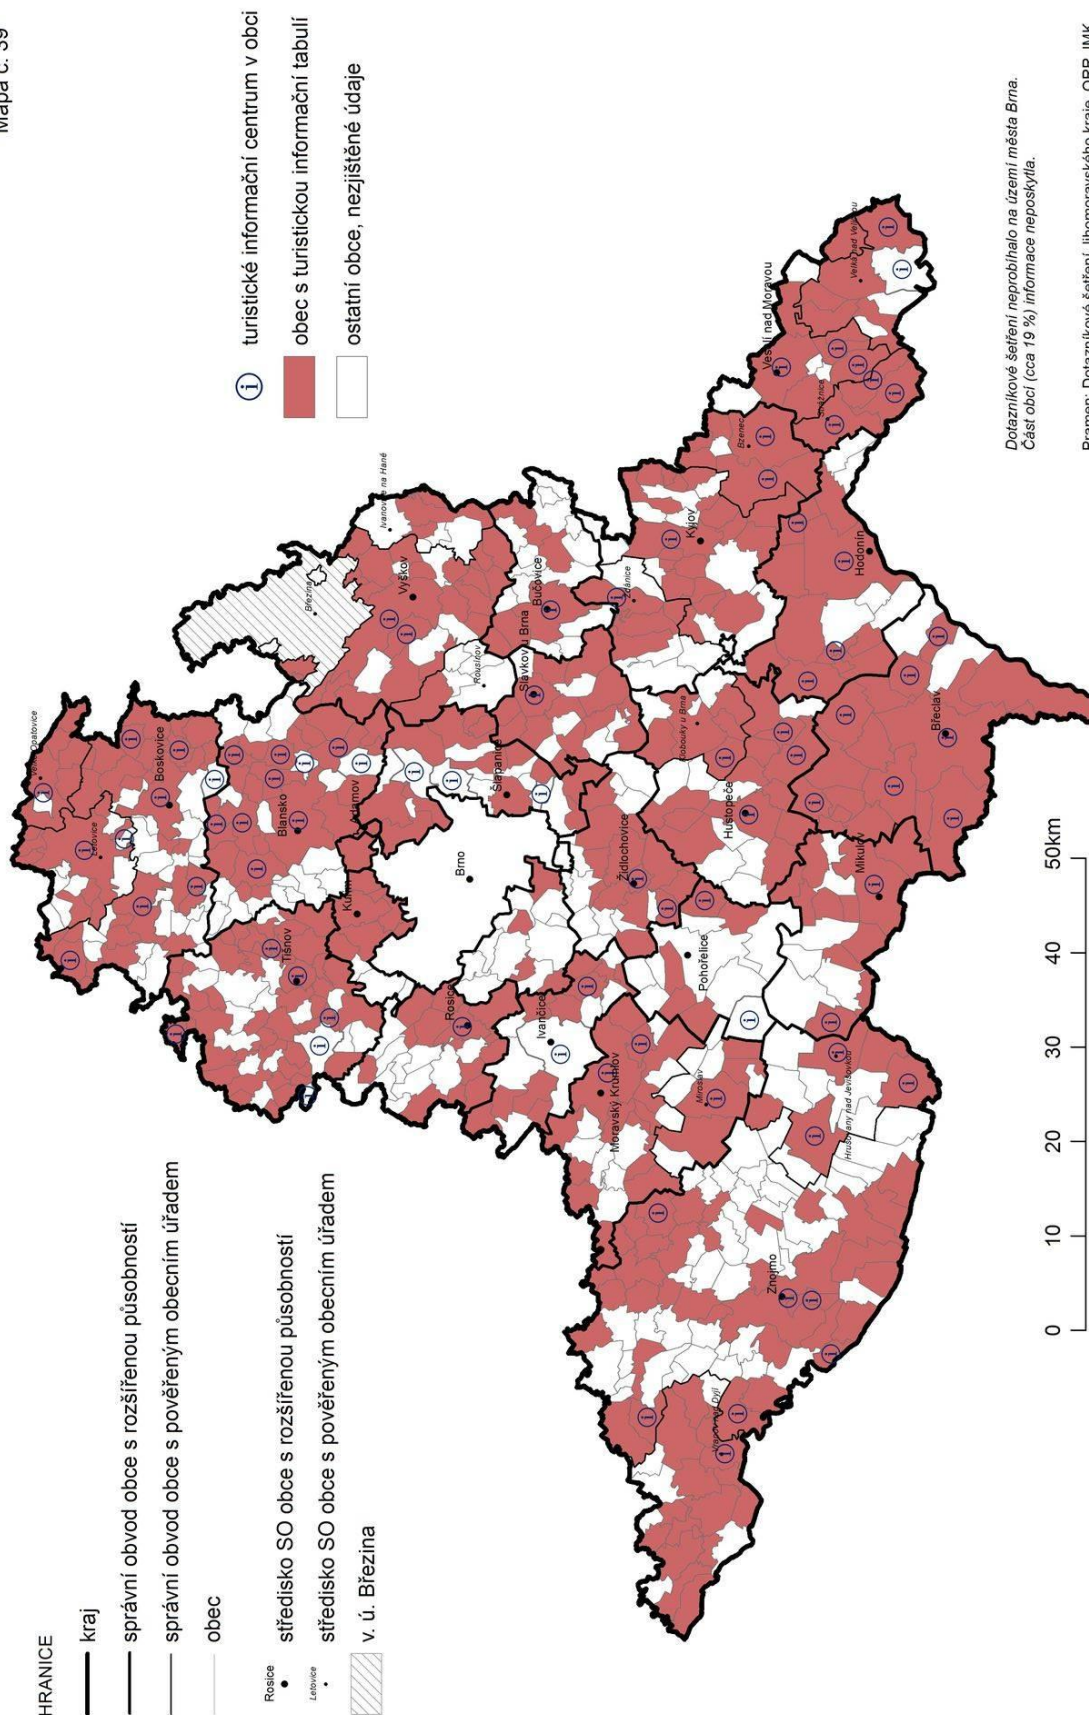 Mapa č. 39
turistické informační centrum v obci
obec s turistickou informační tabulí
ostatní obce, nezjištěné údaje
HRANICE
kraj
správní obvod obce s rozšířenou působností
správní obvod obce s pověřeným obecním úřadem
obec
Rosice
středisko SO obce s rozšířenou působností
Letovice
středisko SO obce s pověřeným obecním úřadem
v. ú. Březina
Velké Opatovice
Letovice
Boskovice
Blansko
Adamov
Kuřim
Tišnov
Brno
Rosice
Ivančice
Březina
Ivanovice na Hané
Vyškov
Rousínov
Bučovice
Slavkov u Brna
Šlapanice
Židlochovice
Pohořelice
Moravský Krumlov
Miroslav
Hrušovany nad Jevišovkou
Znojmo
Vranov nad Dyjí
Ždánice
Kyjov
Klobouky u Brna
Hustopeče
Mikulov
Břeclav
Hodonín
Bzenec
Strážnice
Veselí nad Moravou
Velká nad Veličkou
0 10 20 30 40 50km
Dotazníkové šetření neprobíhalo na území města Brna.
Část obcí (cca 19 %) informace neposkytla.
Pramen: Dotazníkové šetření Jihomoravského kraje, ORR JMK